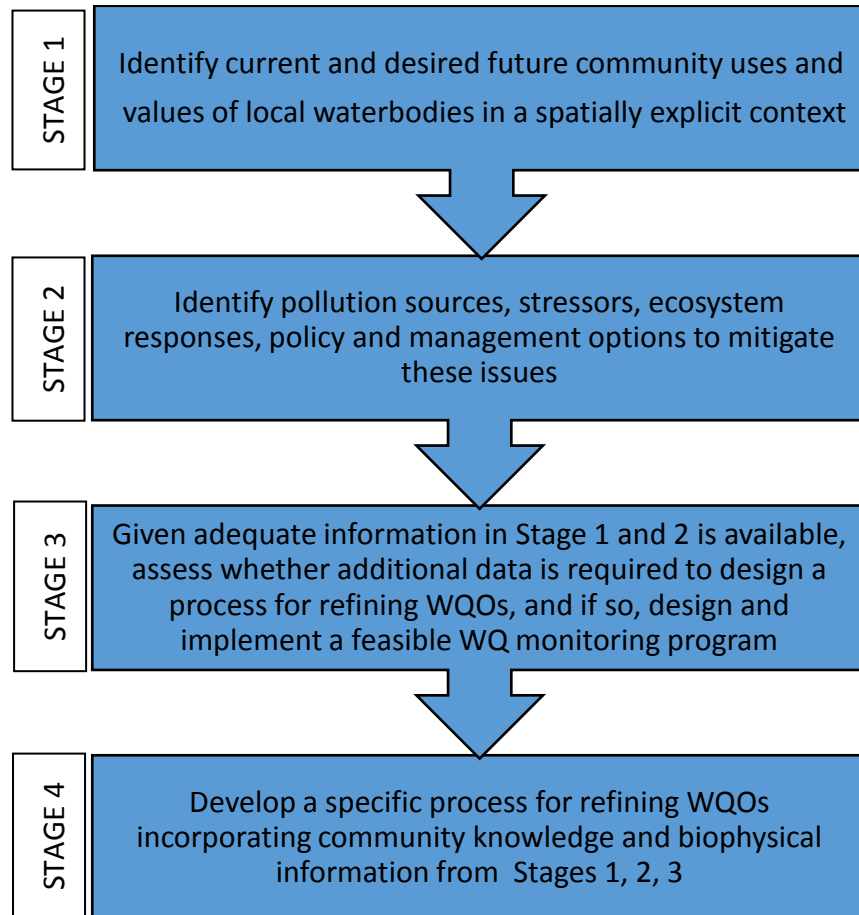 STAGE 1
Identify current and desired future community uses and
values of local waterbodies in a spatially explicit context
STAGE 2
Identify pollution sources, stressors, ecosystem
responses, policy and management options to mitigate
these issues
STAGE 3
Given adequate information in Stage 1 and 2 is available,
assess whether additional data is required to design a
process for refining WQOs, and if so, design and
implement a feasible WQ monitoring program
STAGE 4
Develop a specific process for refining WQOs
incorporating community knowledge and biophysical
information from Stages 1, 2, 3